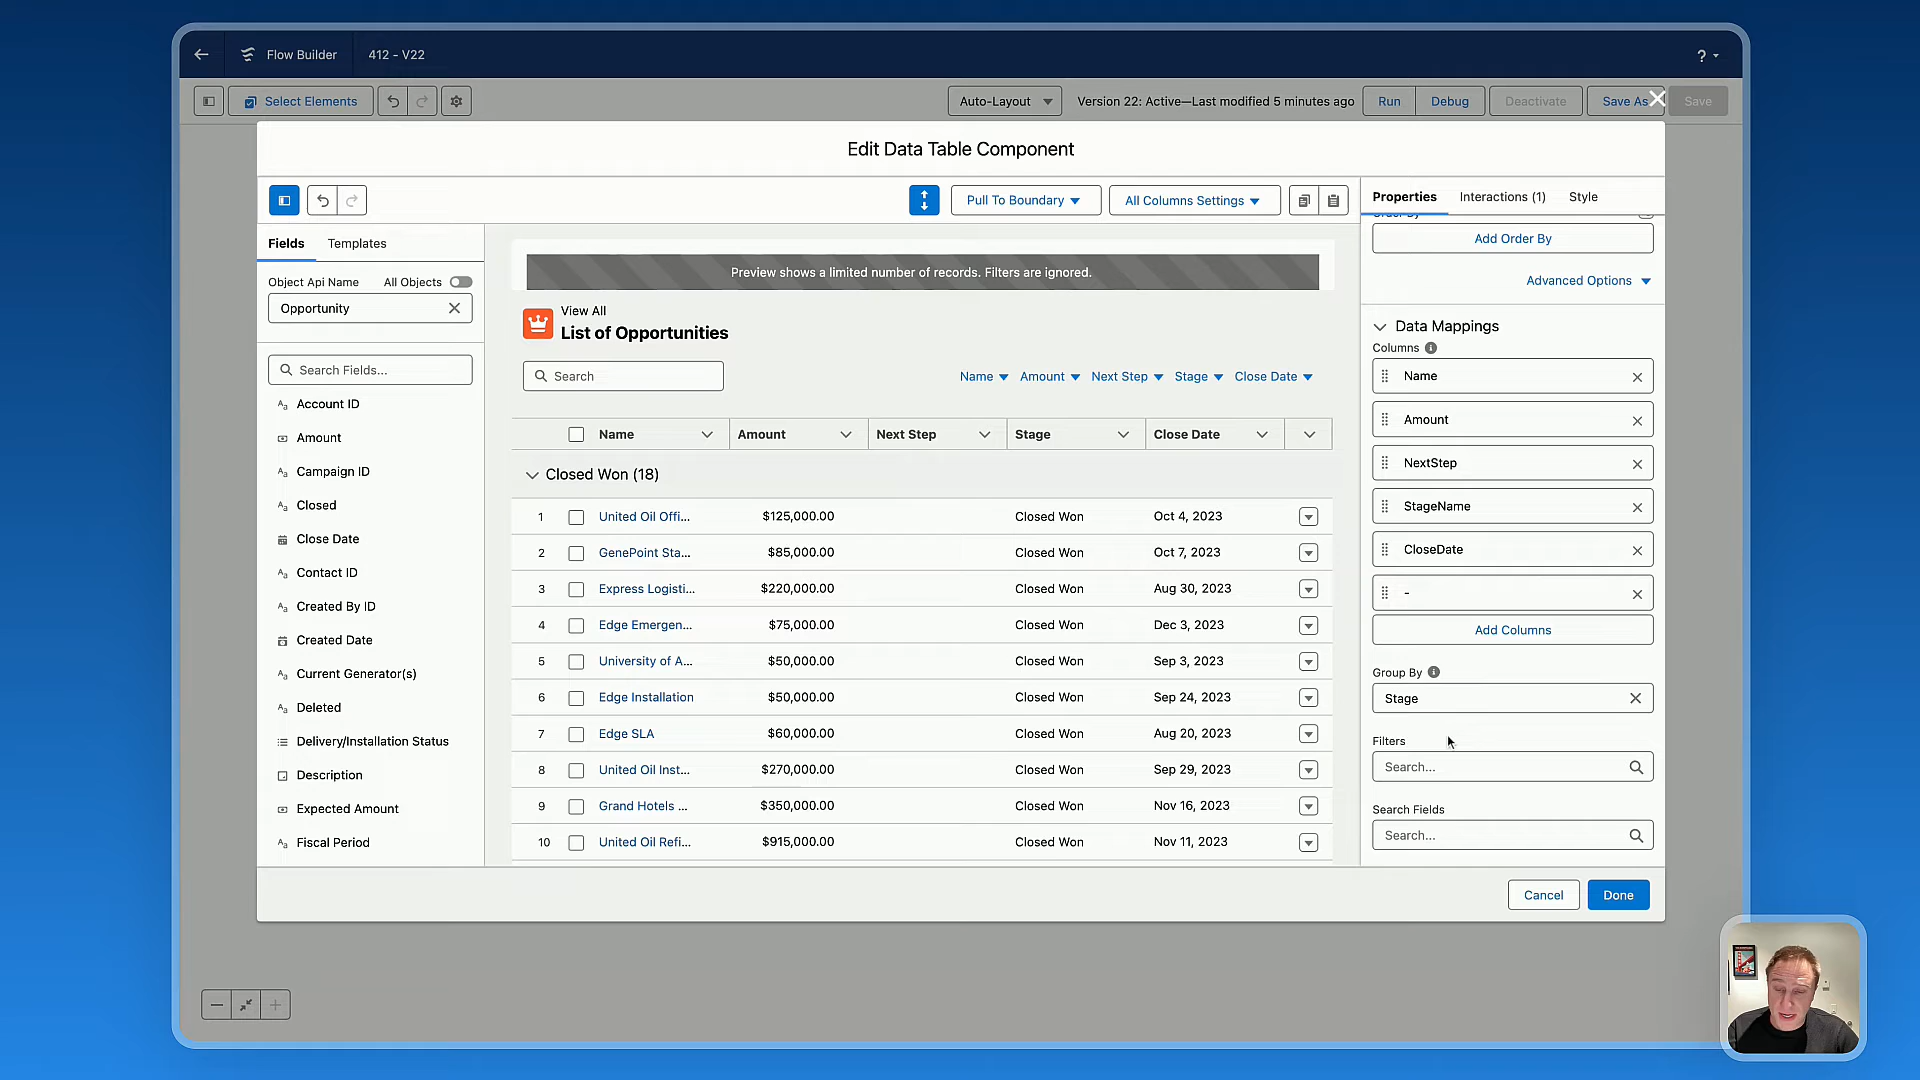 Flow Builder
412 - V22
?
Select Elements
Auto-Layout
Version 22: Active—Last modified 5 minutes ago
Run
Debug
Deactivate
Save As
Save
Edit Data Table Component
Pull To Boundary
All Columns Settings
Properties
Interactions (1)
Style
Fields
Templates
Object Api Name
All Objects
Opportunity
Search Fields...
Account ID
Amount
Campaign ID
Closed
Close Date
Contact ID
Created By ID
Created Date
Current Generator(s)
Deleted
Delivery/Installation Status
Description
Expected Amount
Fiscal Period
Preview shows a limited number of records. Filters are ignored.
View All
List of Opportunities
Search
Name
Amount
Next Step
Stage
Close Date
Name Amount Next Step Stage Close Date
Closed Won (18)
1 United Oil Offi... $125,000.00 Closed Won Oct 4, 2023
2 GenePoint Sta... $85,000.00 Closed Won Oct 7, 2023
3 Express Logisti... $220,000.00 Closed Won Aug 30, 2023
4 Edge Emergen... $75,000.00 Closed Won Dec 3, 2023
5 University of A... $50,000.00 Closed Won Sep 3, 2023
6 Edge Installation $50,000.00 Closed Won Sep 24, 2023
7 Edge SLA $60,000.00 Closed Won Aug 20, 2023
8 United Oil Inst... $270,000.00 Closed Won Sep 29, 2023
9 Grand Hotels ... $350,000.00 Closed Won Nov 16, 2023
10 United Oil Refi... $915,000.00 Closed Won Nov 11, 2023
Order By
Add Order By
Advanced Options
Data Mappings
Columns
Name
Amount
NextStep
StageName
CloseDate
-
Add Columns
Group By
Stage
Filters
Search...
Search Fields
Search...
Cancel
Done